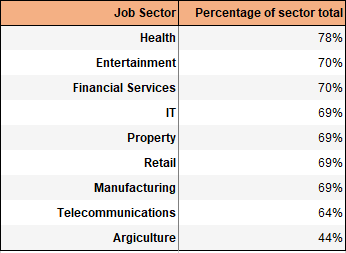 Job Sector Percentage of sector total
Health 78%
Entertainment 70%
Financial Services 70%
IT 69%
Property 69%
Retail 69%
Manufacturing 69%
Telecommunications 64%
Argiculture 44%